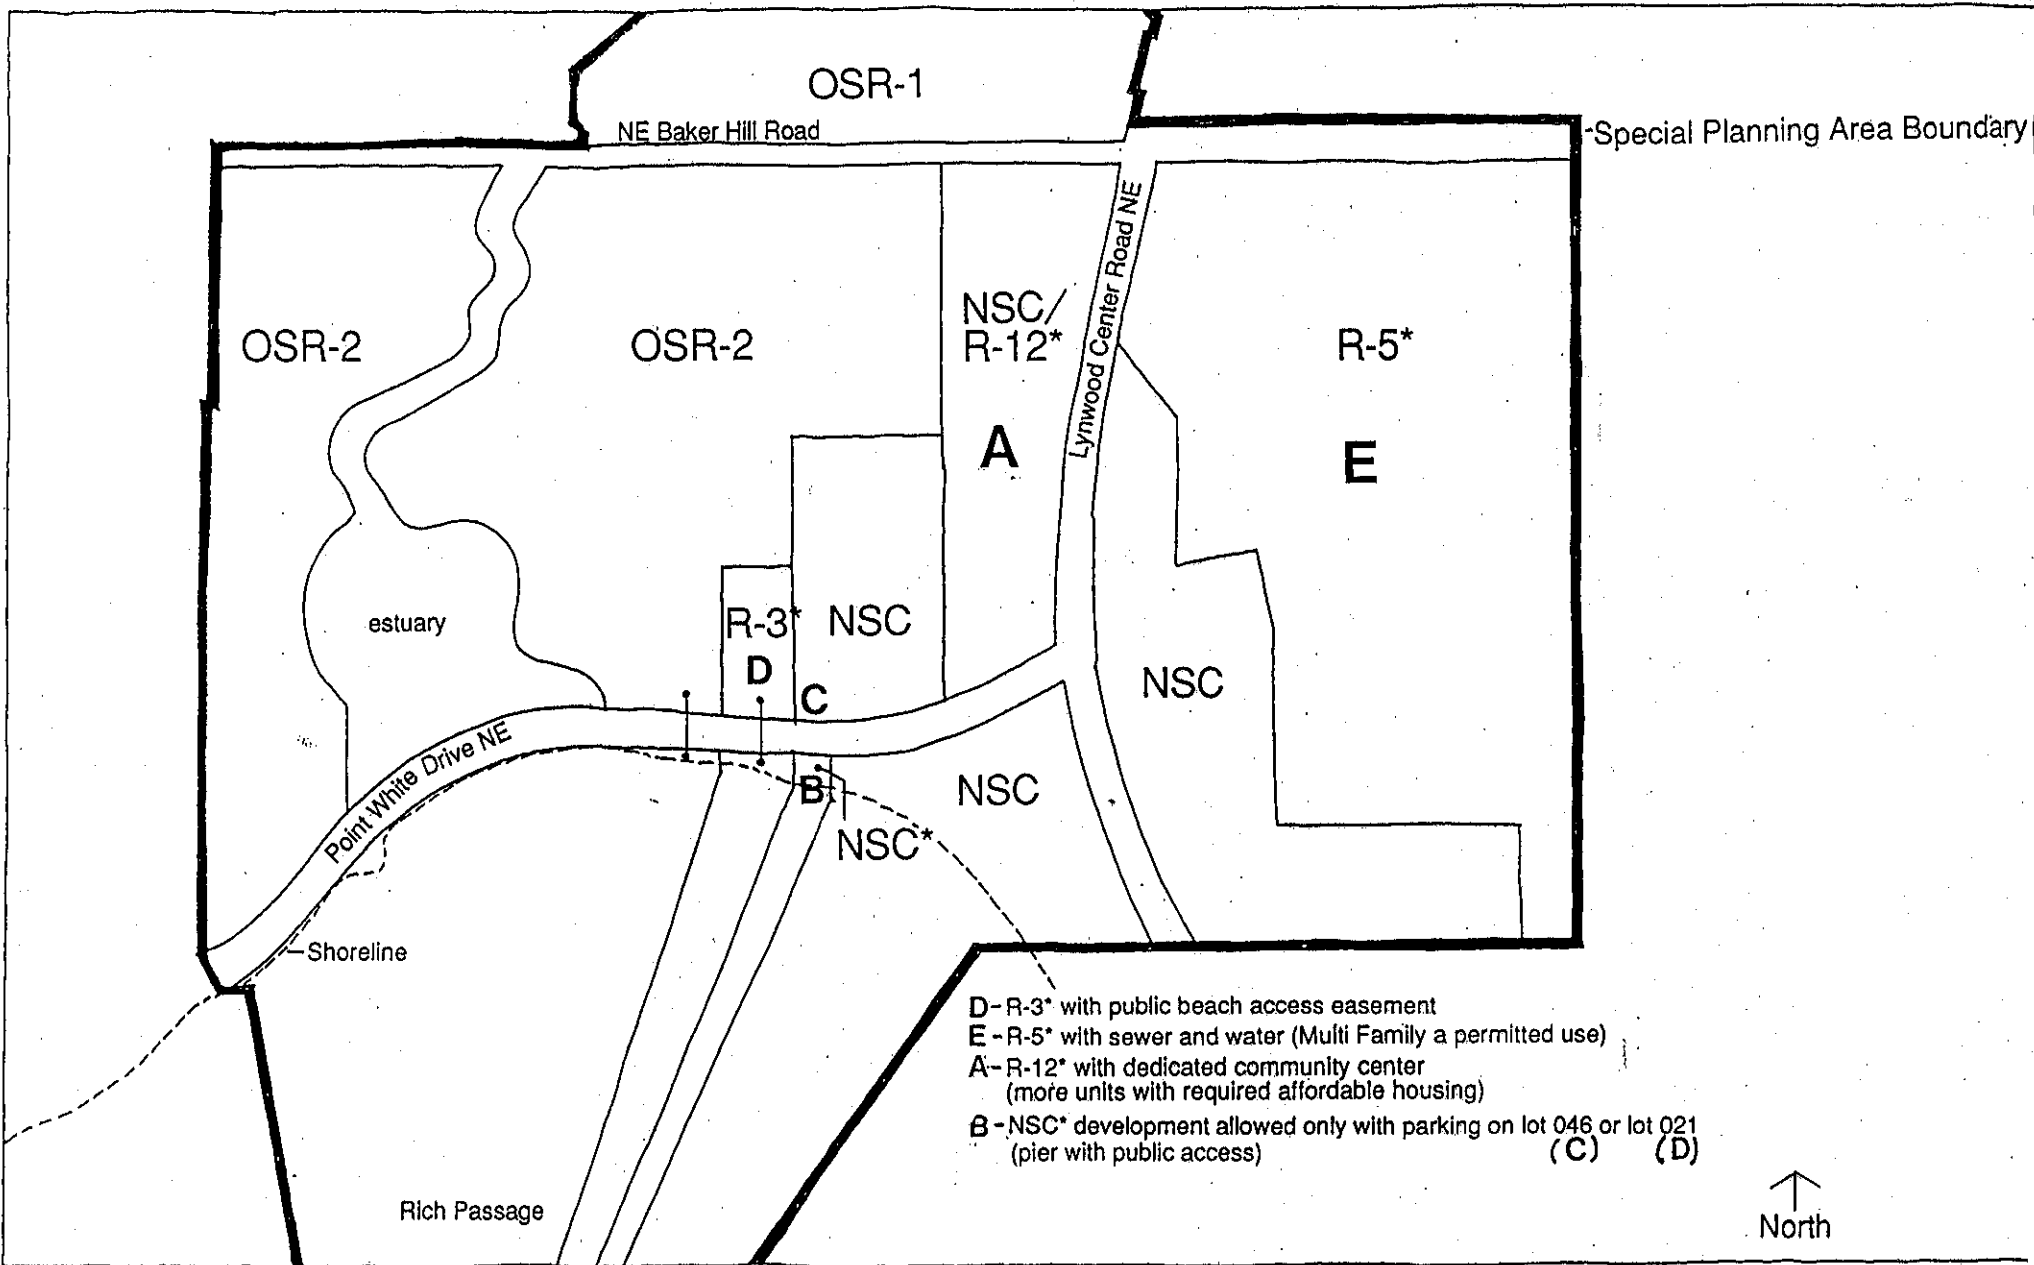 OSR-1
NE Baker Hill Road
Special Planning Area Boundary
Lynwood Center Road NE
NSC/
R-12*
OSR-2
OSR-2
R-5*
A
E
estuary
R-3*
NSC
D
C
NSC
Point White Drive NE
B
NSC
NSC*
Shoreline
D-R-3* with public beach access easement
E-R-5* with sewer and water (Multi Family a permitted use)
A-R-12* with dedicated community center
(more units with required affordable housing)
B-NSC* development allowed only with parking on lot 046 or lot 021
(pier with public access) (C) (D)
Rich Passage
North